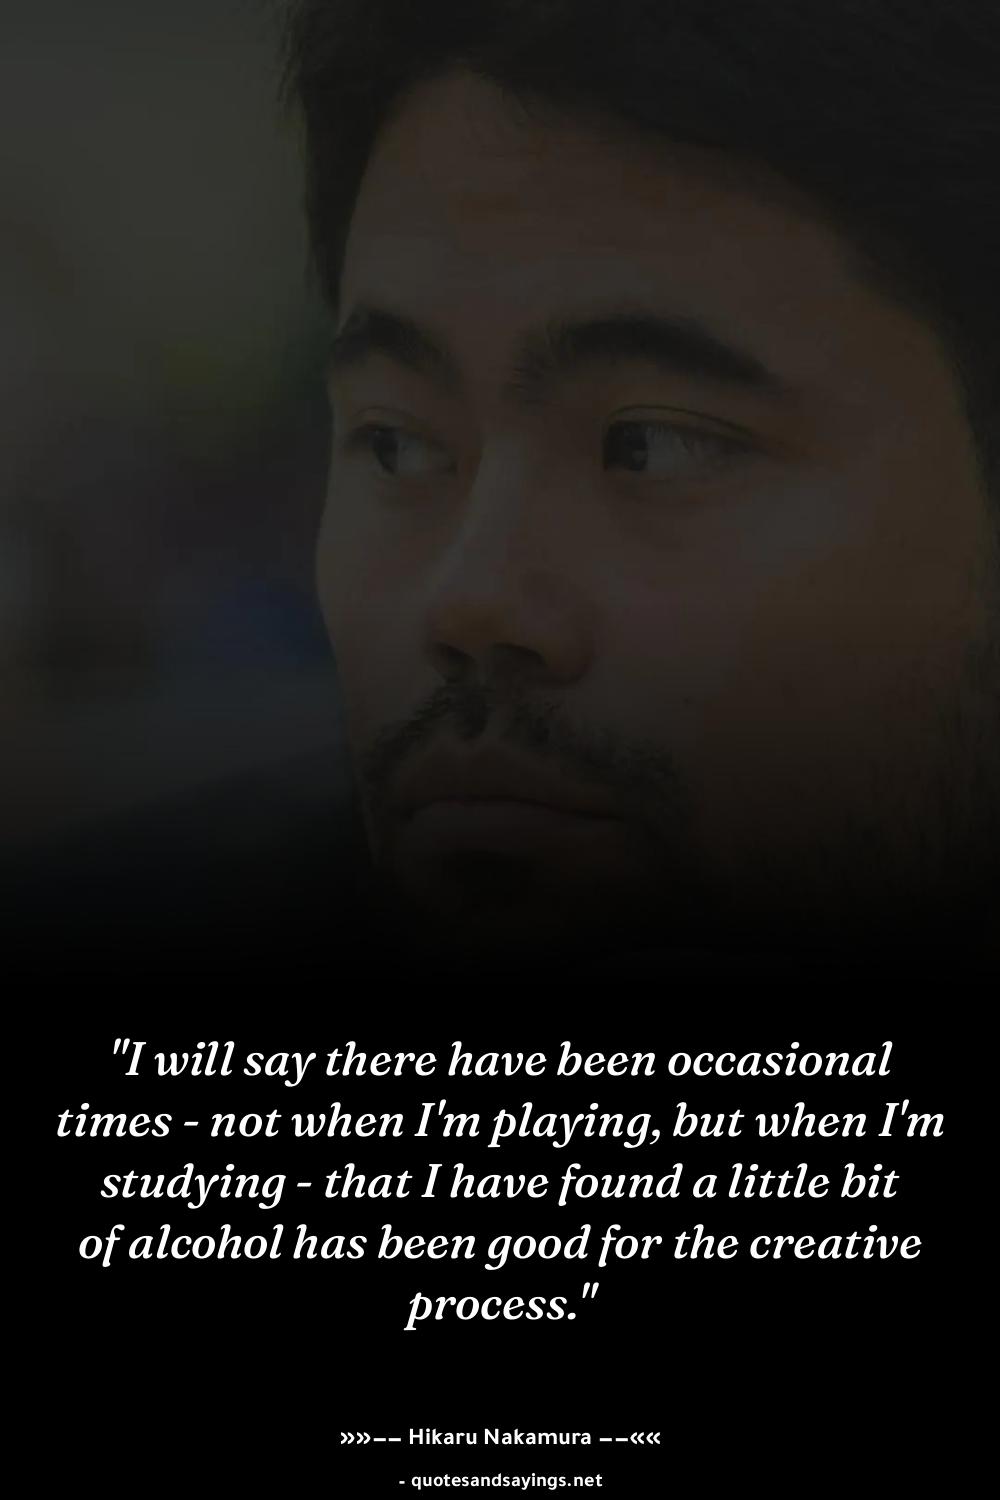 "I will say there have been occasional
times - not when I'm playing, but when I'm
studying - that I have found a little bit
of alcohol has been good for the creative
process."
»»–– Hikaru Nakamura ––««
- quotesandsayings.net